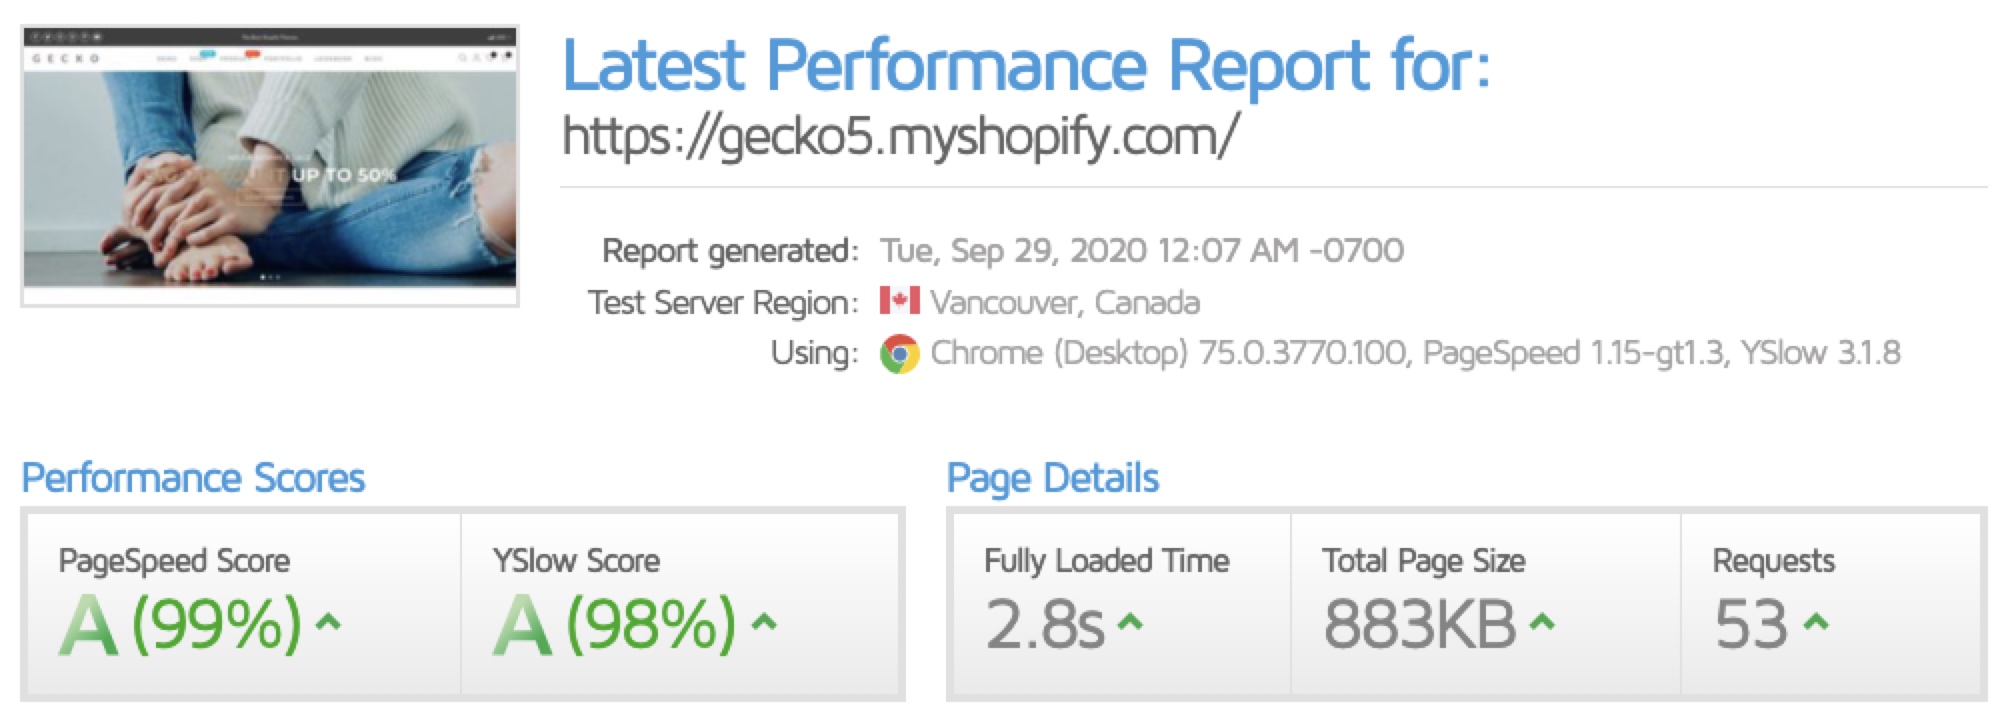 GECKO
UP TO 50%
Latest Performance Report for:
https://gecko5.myshopify.com/
Report generated: Tue, Sep 29, 2020 12:07 AM -0700
Test Server Region: Vancouver, Canada
Using: Chrome (Desktop) 75.0.3770.100, PageSpeed 1.15-gt1.3, YSlow 3.1.8
Performance Scores
PageSpeed Score
A (99%)
YSlow Score
A (98%)
Page Details
Fully Loaded Time
2.8s
Total Page Size
883KB
Requests
53